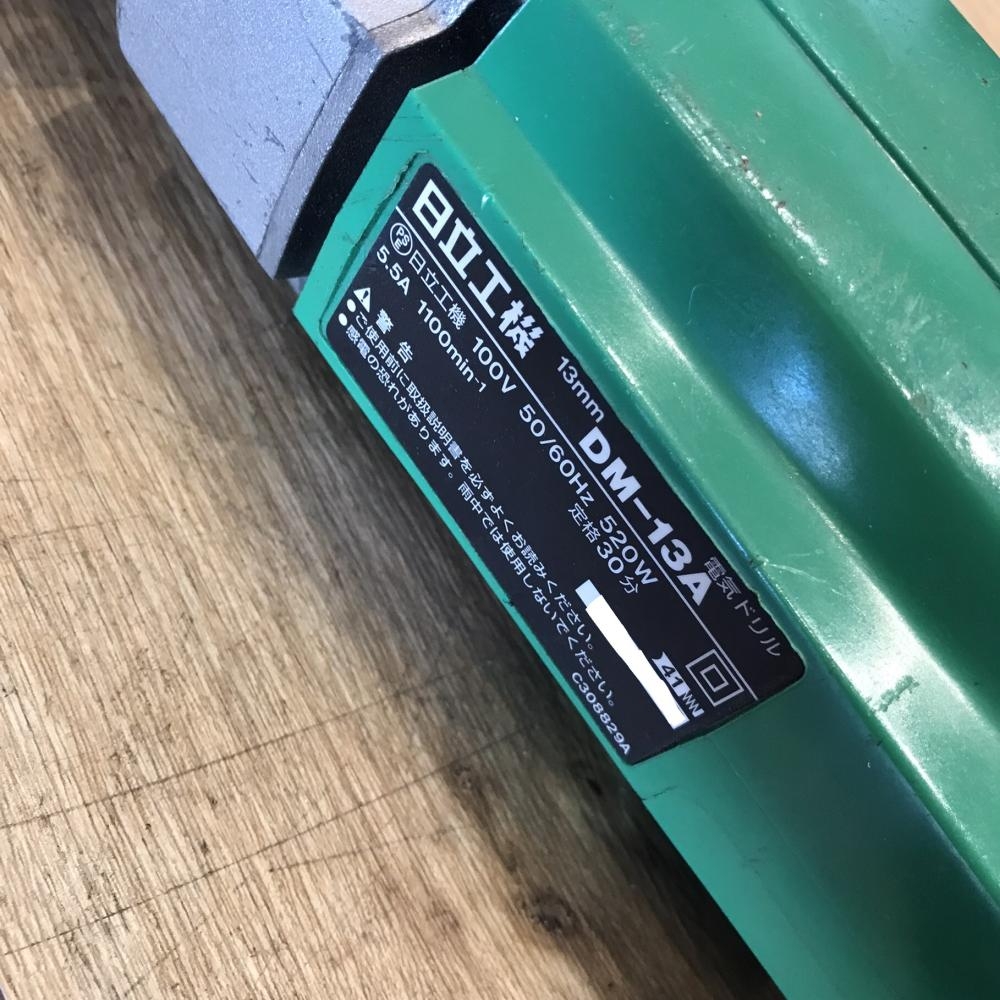 日立工機 13mm DM-13A 電気ドリル
PSE 日立工機 100V 50/60Hz 520W
5.5A 1100min⁻¹ 定格30分
警告
●ご使用前に取扱説明書を必ずよくお読みください。
●感電の恐れがあります。雨中では使用しないでください。
C308829A